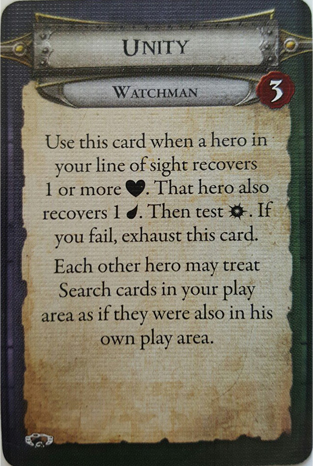 UNITY
WATCHMAN
3
Use this card when a hero in
your line of sight recovers
1 or more ♥. That hero also
recovers 1 . Then test . If
you fail, exhaust this card.
Each other hero may treat
Search cards in your play
area as if they were also in his
own play area.